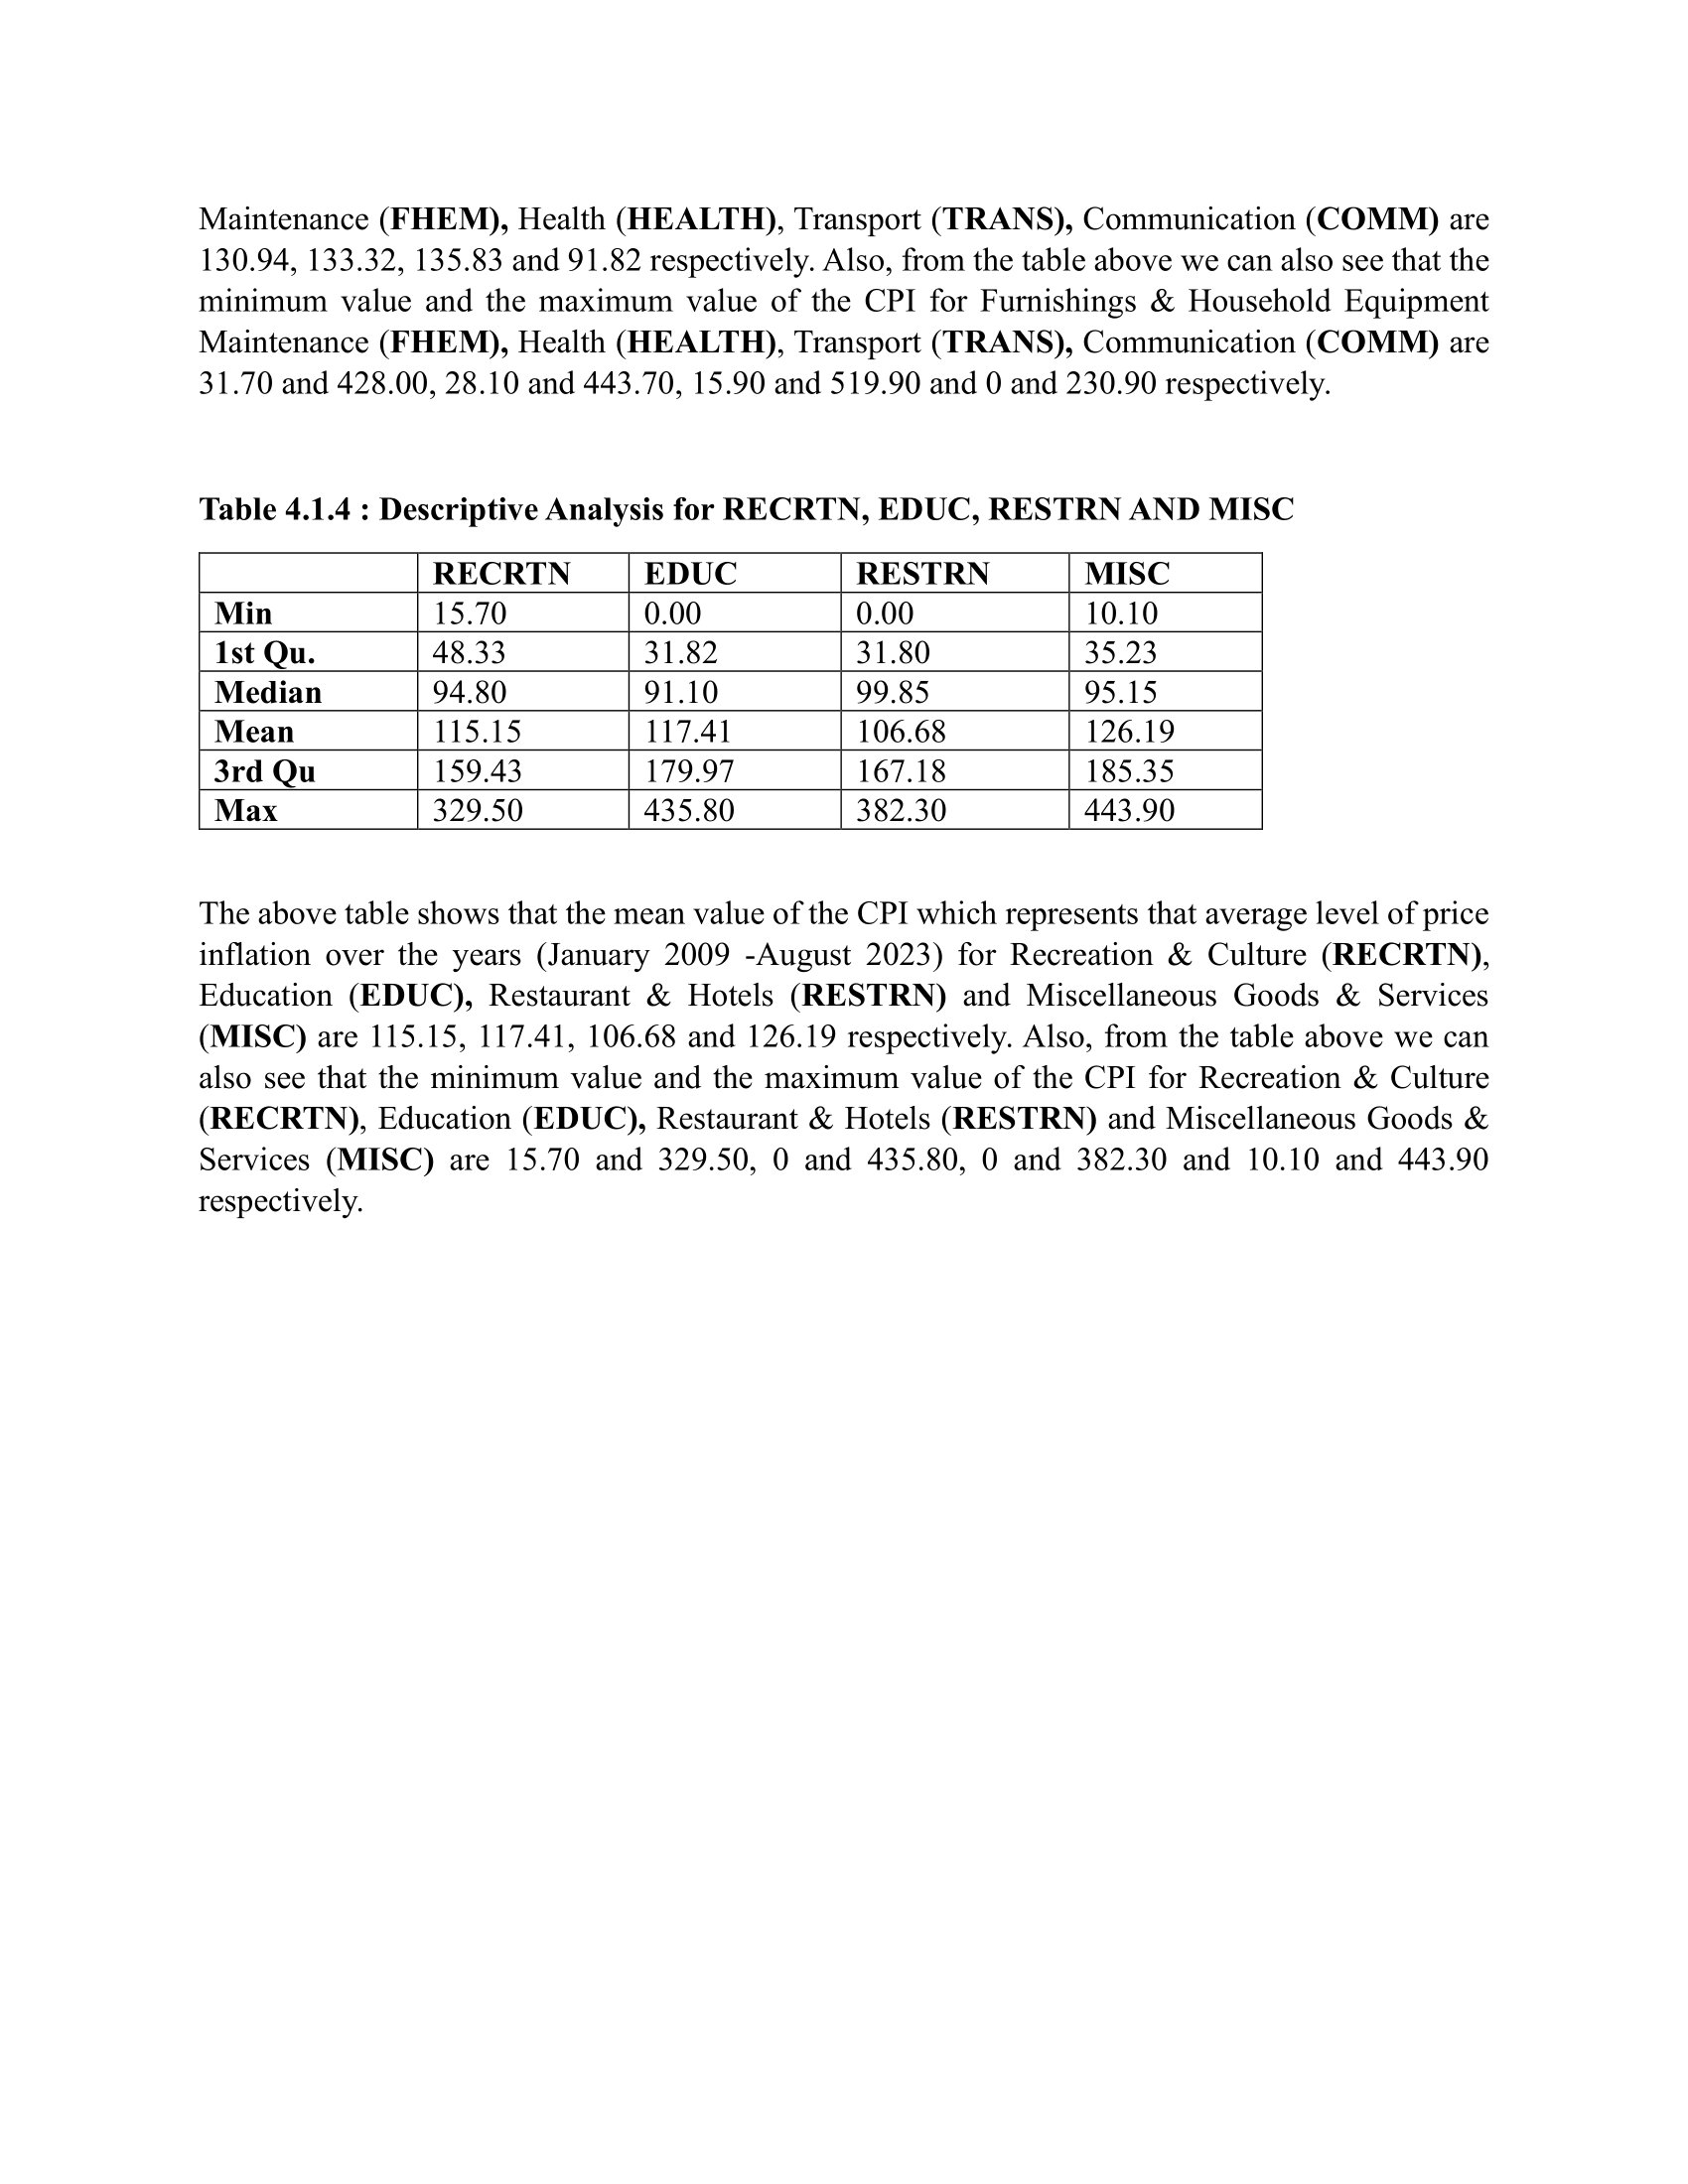 Maintenance (FHEM), Health (HEALTH), Transport (TRANS), Communication (COMM) are
130.94, 133.32, 135.83 and 91.82 respectively. Also, from the table above we can also see that the
minimum value and the maximum value of the CPI for Furnishings & Household Equipment
Maintenance (FHEM), Health (HEALTH), Transport (TRANS), Communication (COMM) are
31.70 and 428.00, 28.10 and 443.70, 15.90 and 519.90 and 0 and 230.90 respectively.
Table 4.1.4 : Descriptive Analysis for RECRTN, EDUC, RESTRN AND MISC
RECRTN EDUC RESTRN MISC
Min 15.70 0.00 0.00 10.10
1st Qu. 48.33 31.82 31.80 35.23
Median 94.80 91.10 99.85 95.15
Mean 115.15 117.41 106.68 126.19
3rd Qu 159.43 179.97 167.18 185.35
Max 329.50 435.80 382.30 443.90
The above table shows that the mean value of the CPI which represents that average level of price
inflation over the years (January 2009 -August 2023) for Recreation & Culture (RECRTN),
Education (EDUC), Restaurant & Hotels (RESTRN) and Miscellaneous Goods & Services
(MISC) are 115.15, 117.41, 106.68 and 126.19 respectively. Also, from the table above we can
also see that the minimum value and the maximum value of the CPI for Recreation & Culture
(RECRTN), Education (EDUC), Restaurant & Hotels (RESTRN) and Miscellaneous Goods &
Services (MISC) are 15.70 and 329.50, 0 and 435.80, 0 and 382.30 and 10.10 and 443.90
respectively.